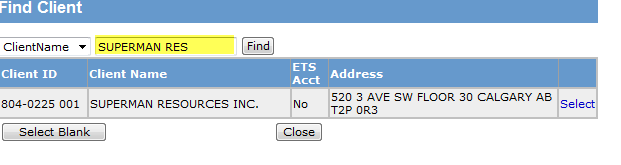 Find Client
ClientName SUPERMAN RES Find
Client ID Client Name ETS Acct Address
804-0225 001 SUPERMAN RESOURCES INC. No 520 3 AVE SW FLOOR 30 CALGARY AB T2P 0R3 Select
Select Blank Close